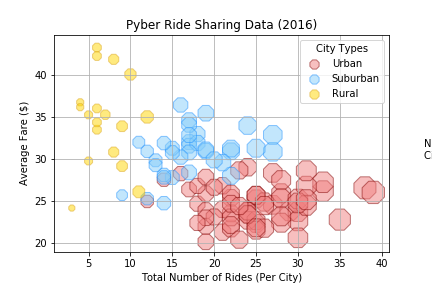 Pyber Ride Sharing Data (2016)
City Types
Urban
Suburban
Rural
Average Fare ($)
40
35
30
25
20
5 10 15 20 25 30 35 40
Total Number of Rides (Per City)